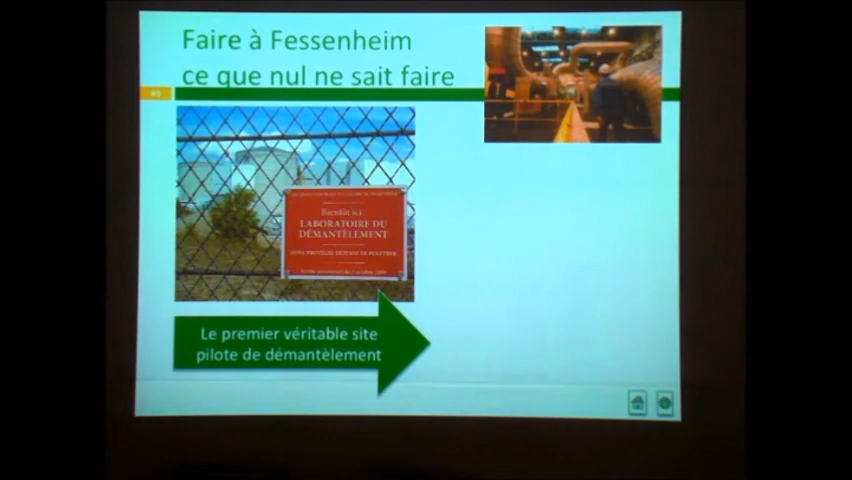 Faire à Fessenheim
ce que nul ne sait faire
Bientôt ici :
LABORATOIRE DU
DÉMANTÈLEMENT
Le premier véritable site
pilote de démantèlement